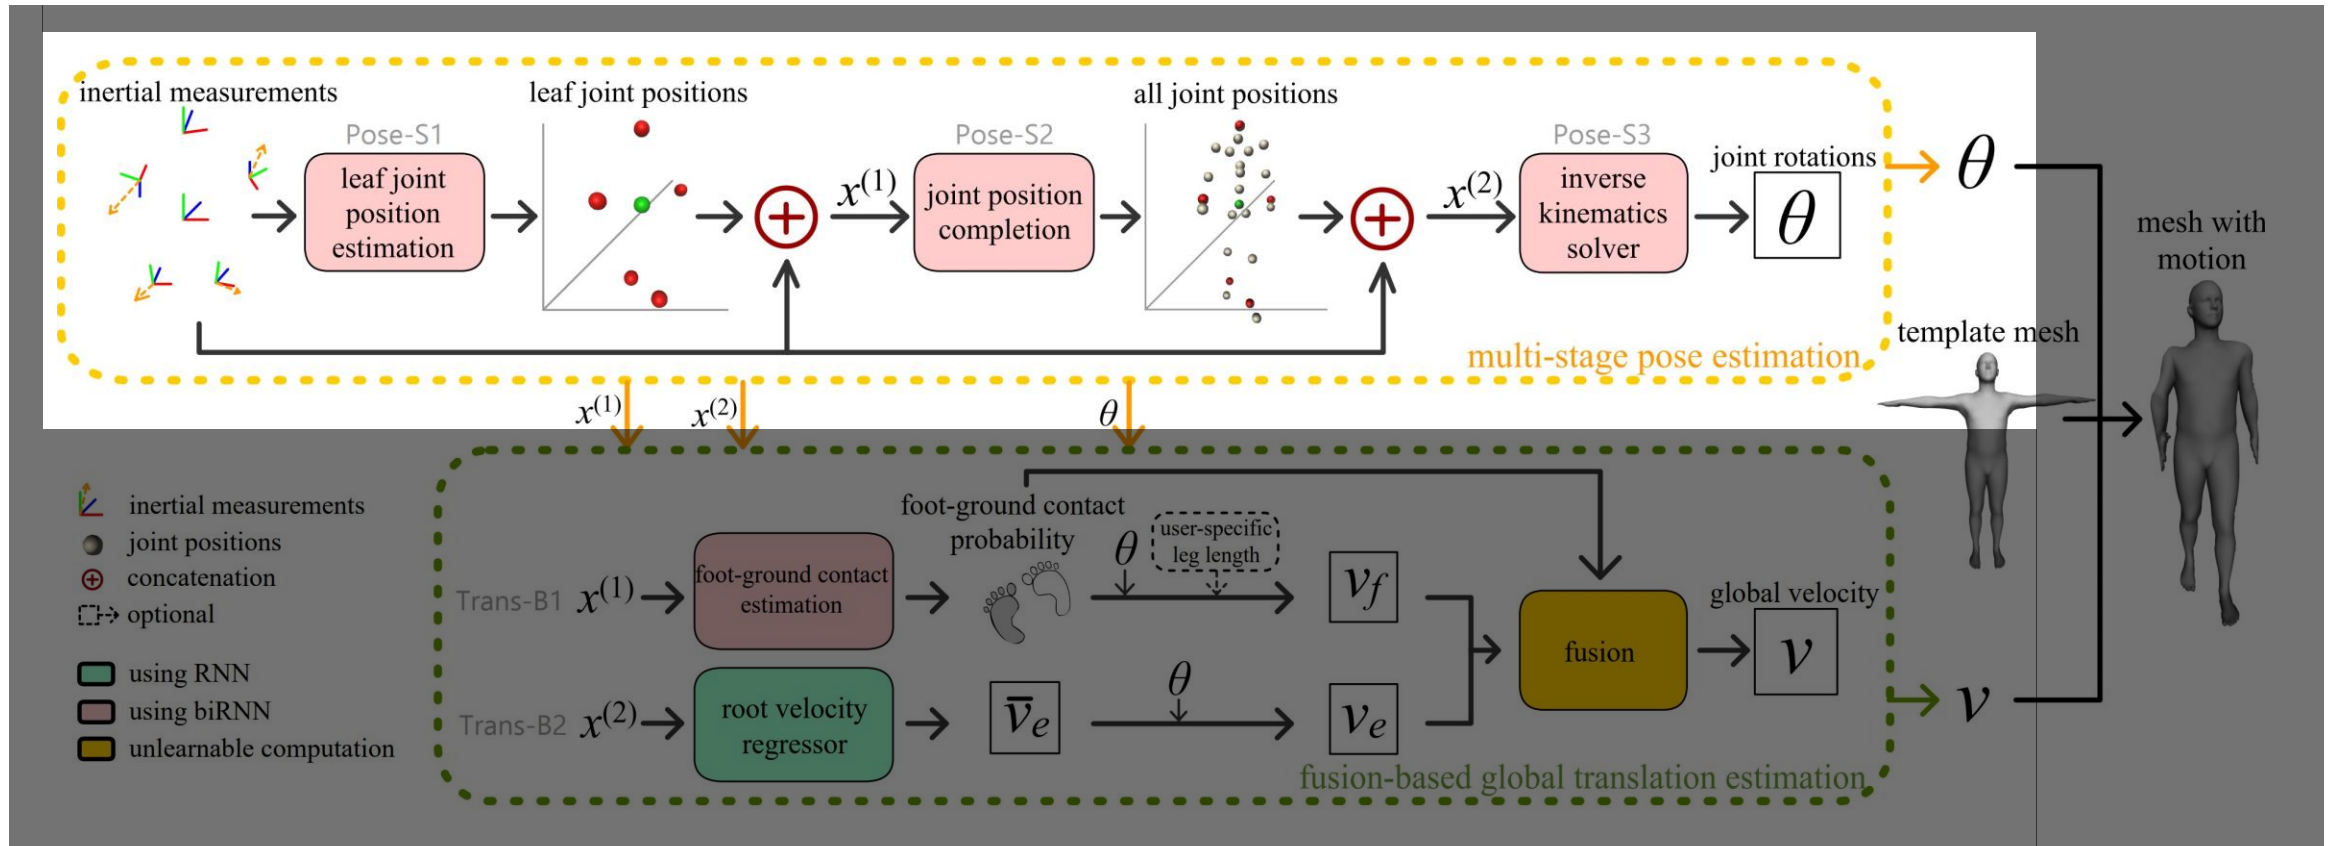 inertial measurements
leaf joint positions
all joint positions
Pose-S1
Pose-S2
Pose-S3
leaf joint
position
estimation
x(1)
joint position
completion
x(2)
inverse
kinematics
solver
joint rotations
θ
θ
multi-stage pose estimation
template mesh
mesh with
motion
x(1)
x(2)
θ
inertial measurements
joint positions
concatenation
optional
using RNN
using biRNN
unlearnable computation
Trans-B1 x(1)
foot-ground contact
estimation
foot-ground contact
probability
θ
user-specific
leg length
vf
Trans-B2 x(2)
root velocity
regressor
v̄e
θ
ve
fusion
global velocity
v
v
fusion-based global translation estimation